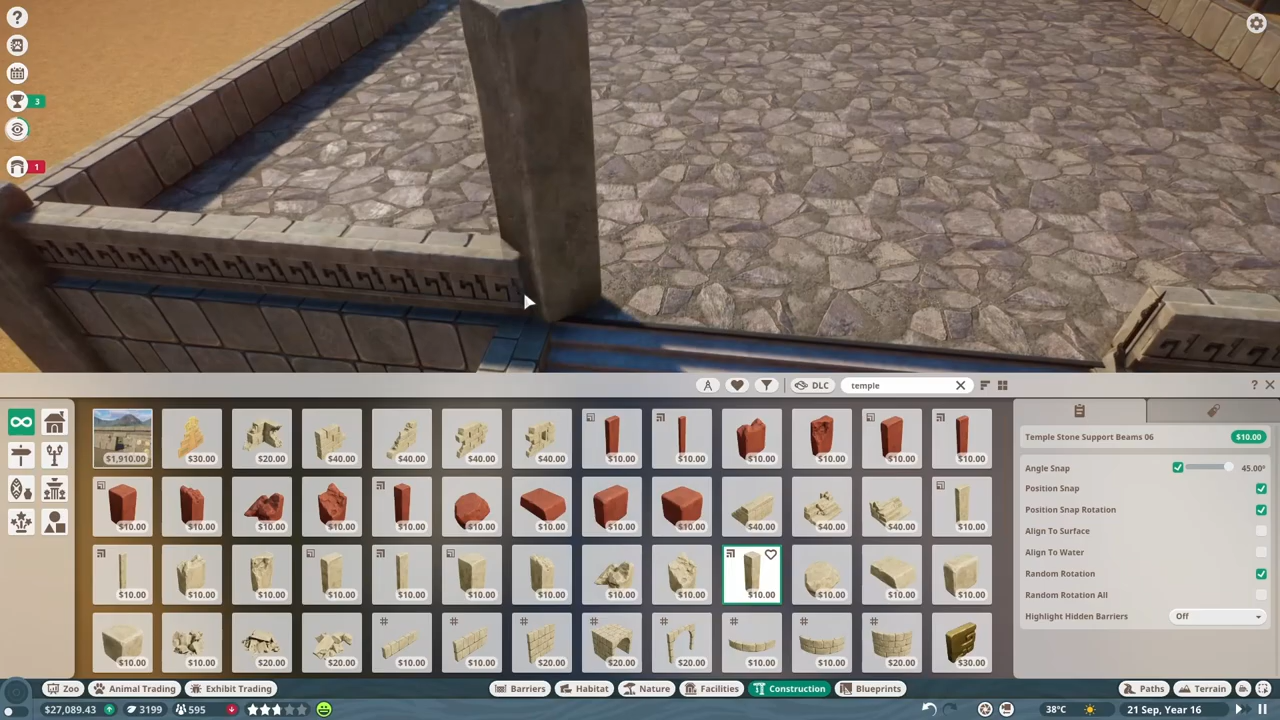 ?
3
1
DLC
temple
?
$1,910.00 $30.00 $20.00 $40.00 $40.00 $40.00 $40.00 $10.00 $10.00 $10.00 $10.00 $10.00 $10.00
$10.00 $10.00 $10.00 $10.00 $10.00 $10.00 $10.00 $10.00 $10.00 $40.00 $40.00 $40.00 $10.00
$10.00 $10.00 $10.00 $10.00 $10.00 $10.00 $10.00 $10.00 $10.00 $10.00 $10.00 $10.00 $10.00
$10.00 $10.00 $20.00 $20.00 $10.00 $10.00 $20.00 $20.00 $20.00 $10.00 $10.00 $20.00 $30.00
Temple Stone Support Beams 06 $10.00
Angle Snap 45.00°
Position Snap
Position Snap Rotation
Align To Surface
Align To Water
Random Rotation
Random Rotation All
Highlight Hidden Barriers Off
Zoo Animal Trading Exhibit Trading Barriers Habitat Nature Facilities Construction Blueprints Paths Terrain
$27,089.43 3199 595 38°C 21 Sep, Year 16